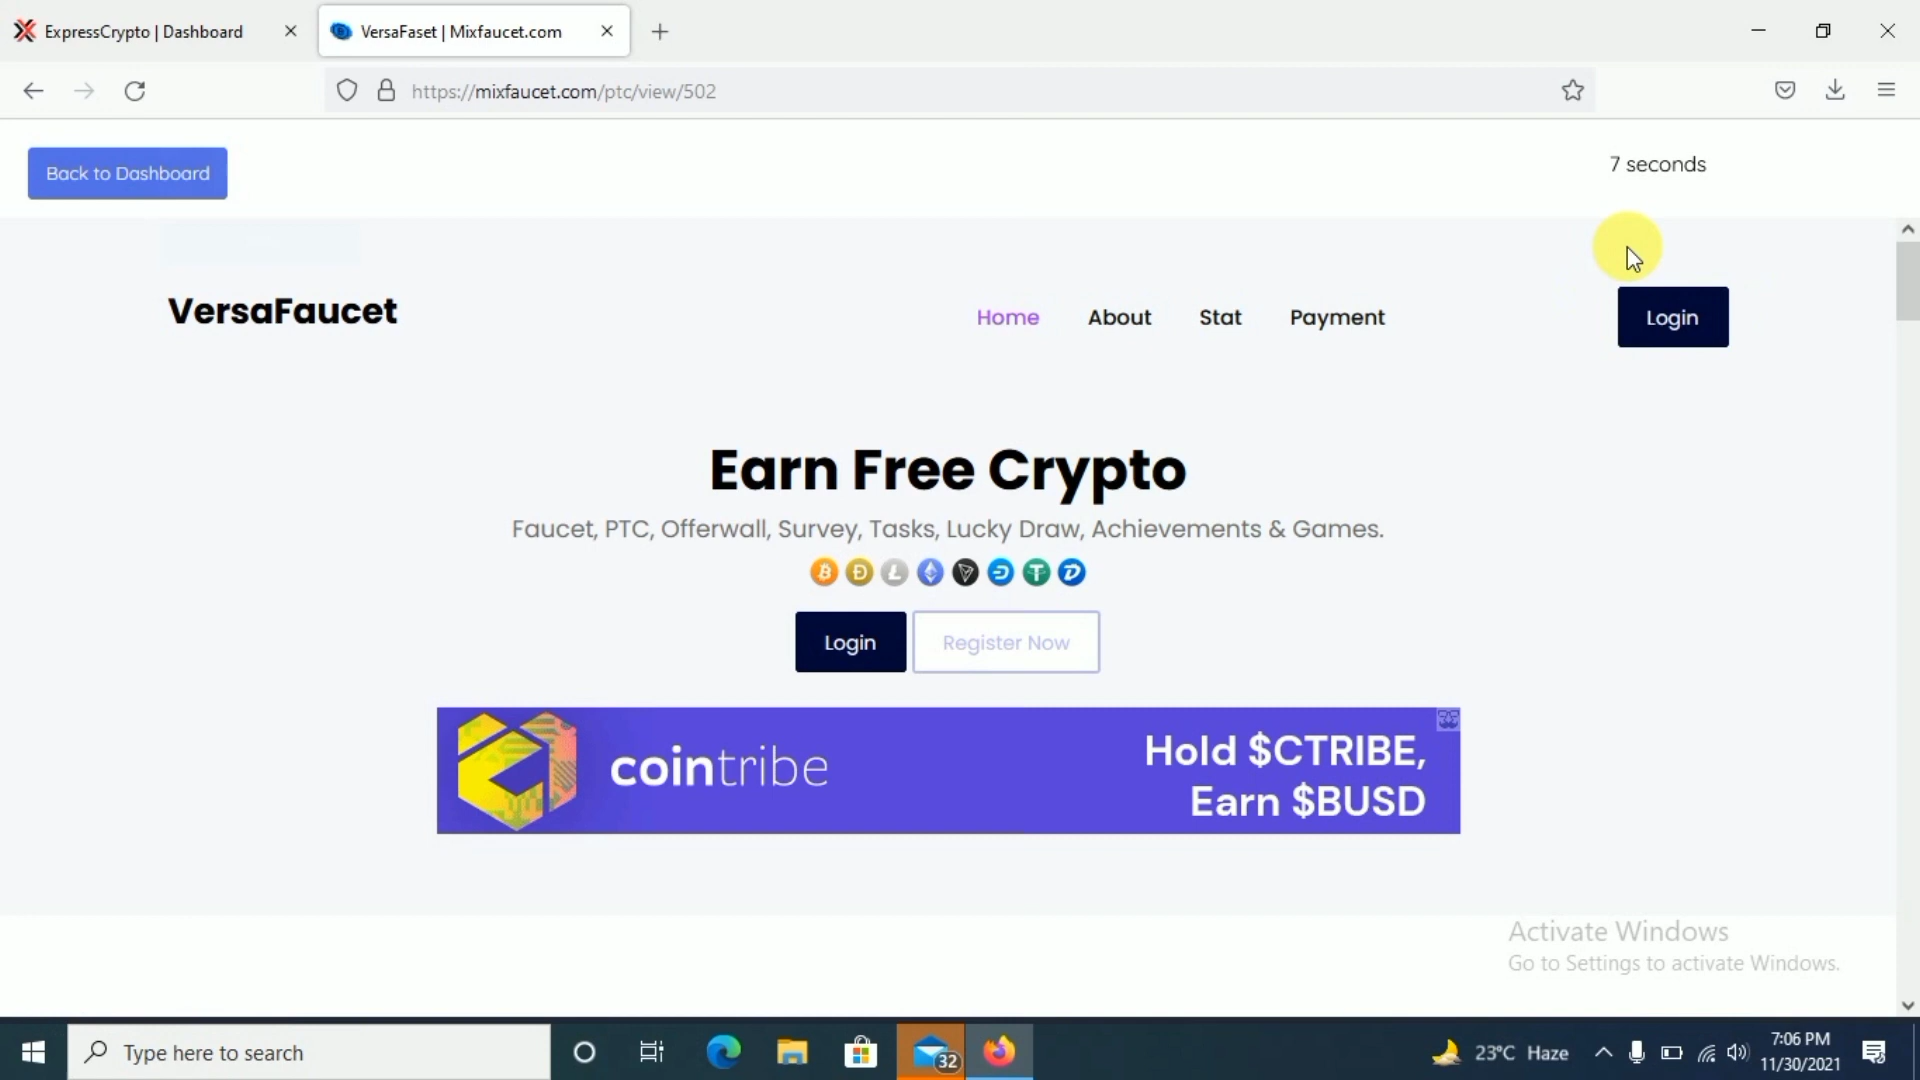 ExpressCrypto | Dashboard
VersaFaset | Mixfaucet.com
https://mixfaucet.com/ptc/view/502
Back to Dashboard
7 seconds
VersaFaucet
Home
About
Stat
Payment
Login
Earn Free Crypto
Faucet, PTC, Offerwall, Survey, Tasks, Lucky Draw, Achievements & Games.
Login
Register Now
cointribe
Hold $CTRIBE,
Earn $BUSD
Activate Windows
Go to Settings to activate Windows.
Type here to search
32
23°C Haze
7:06 PM
11/30/2021